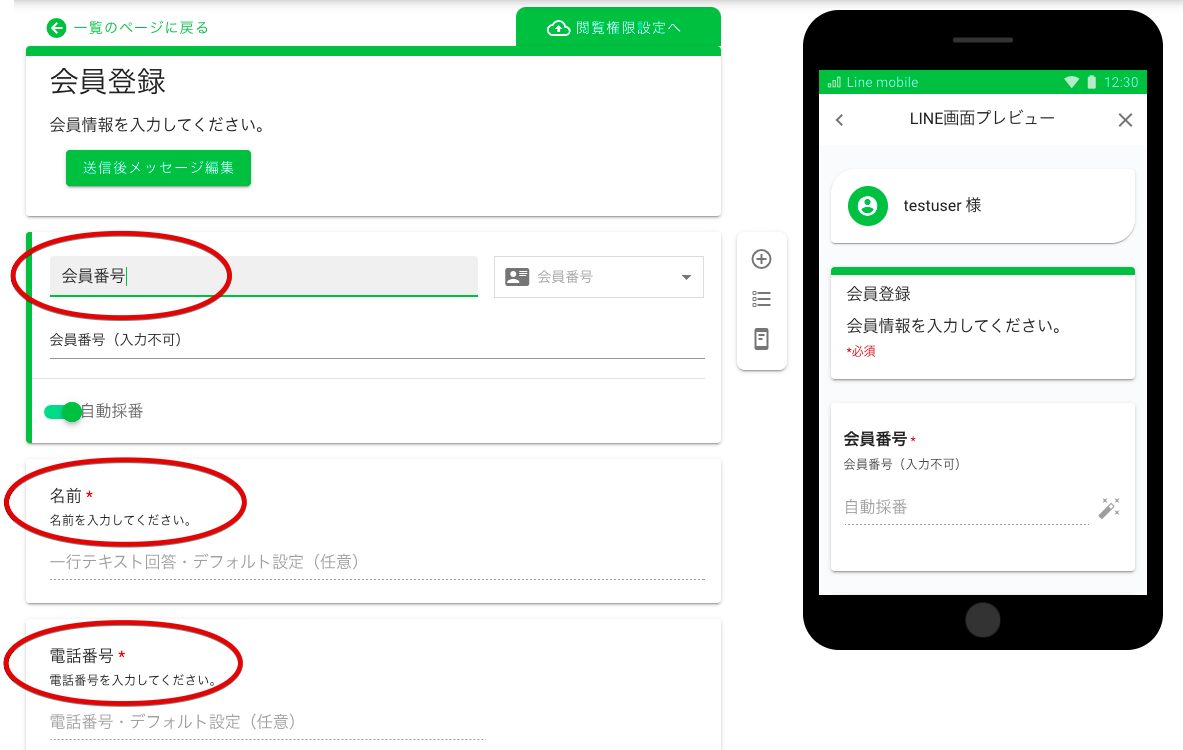 一覧のページに戻る
閲覧権限設定へ
会員登録
会員情報を入力してください。
送信後メッセージ編集
会員番号
会員番号
会員番号（入力不可）
自動採番
名前 *
名前を入力してください。
一行テキスト回答・デフォルト設定（任意）
電話番号 *
電話番号を入力してください。
電話番号・デフォルト設定（任意）
Line mobile
12:30
LINE画面プレビュー
testuser 様
会員登録
会員情報を入力してください。
*必須
会員番号 *
会員番号（入力不可）
自動採番